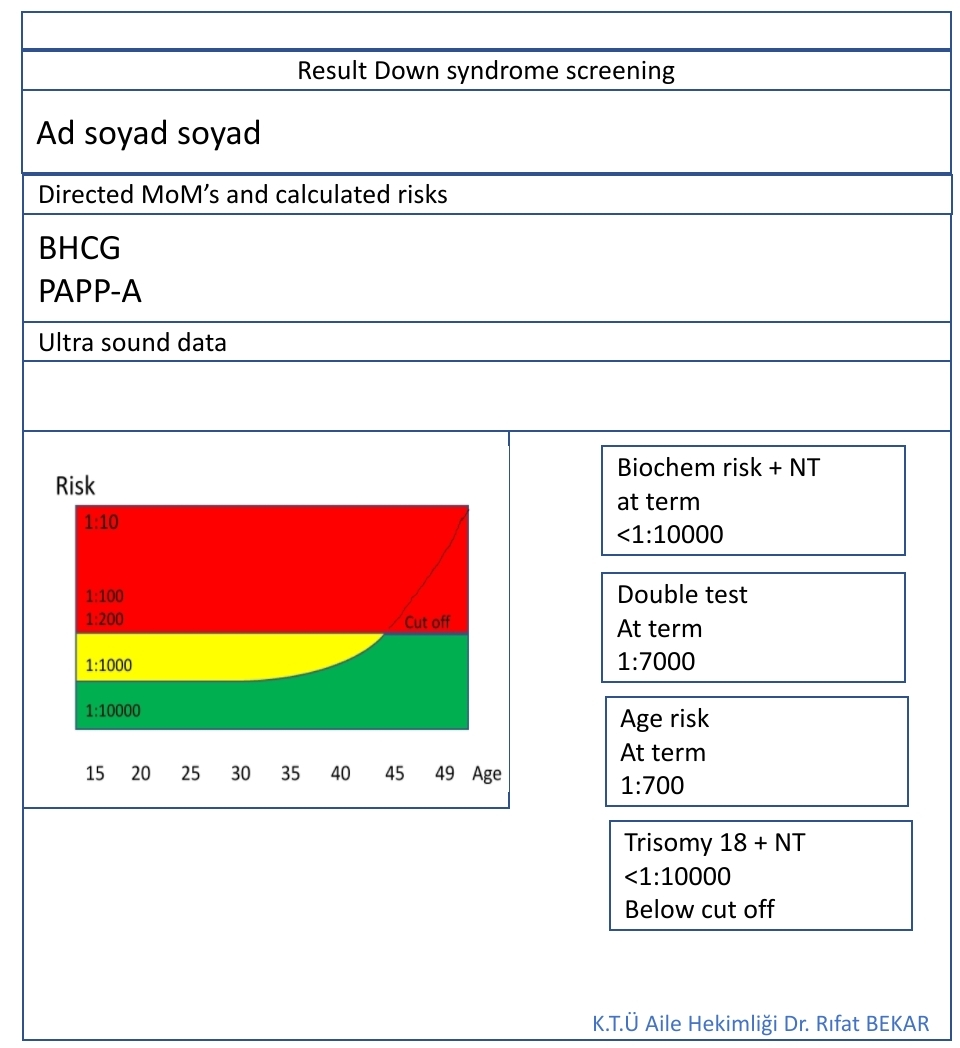 Result Down syndrome screening
Ad soyad soyad
Directed MoM’s and calculated risks
BHCG
PAPP-A
Ultra sound data
Risk
1:10
1:100
1:200
Cut off
1:1000
1:10000
15 20 25 30 35 40 45 49 Age
Biochem risk + NT
at term
<1:10000
Double test
At term
1:7000
Age risk
At term
1:700
Trisomy 18 + NT
<1:10000
Below cut off
K.T.Ü Aile Hekimliği Dr. Rıfat BEKAR